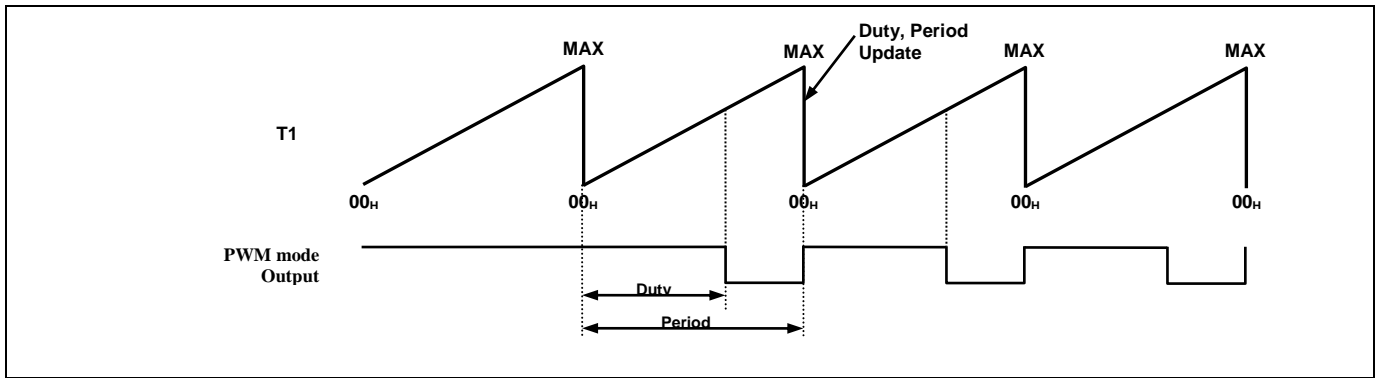 Duty, Period
Update
MAX
MAX
MAX
MAX
T1
00H
00H
00H
00H
00H
PWM mode
Output
Duty
Period